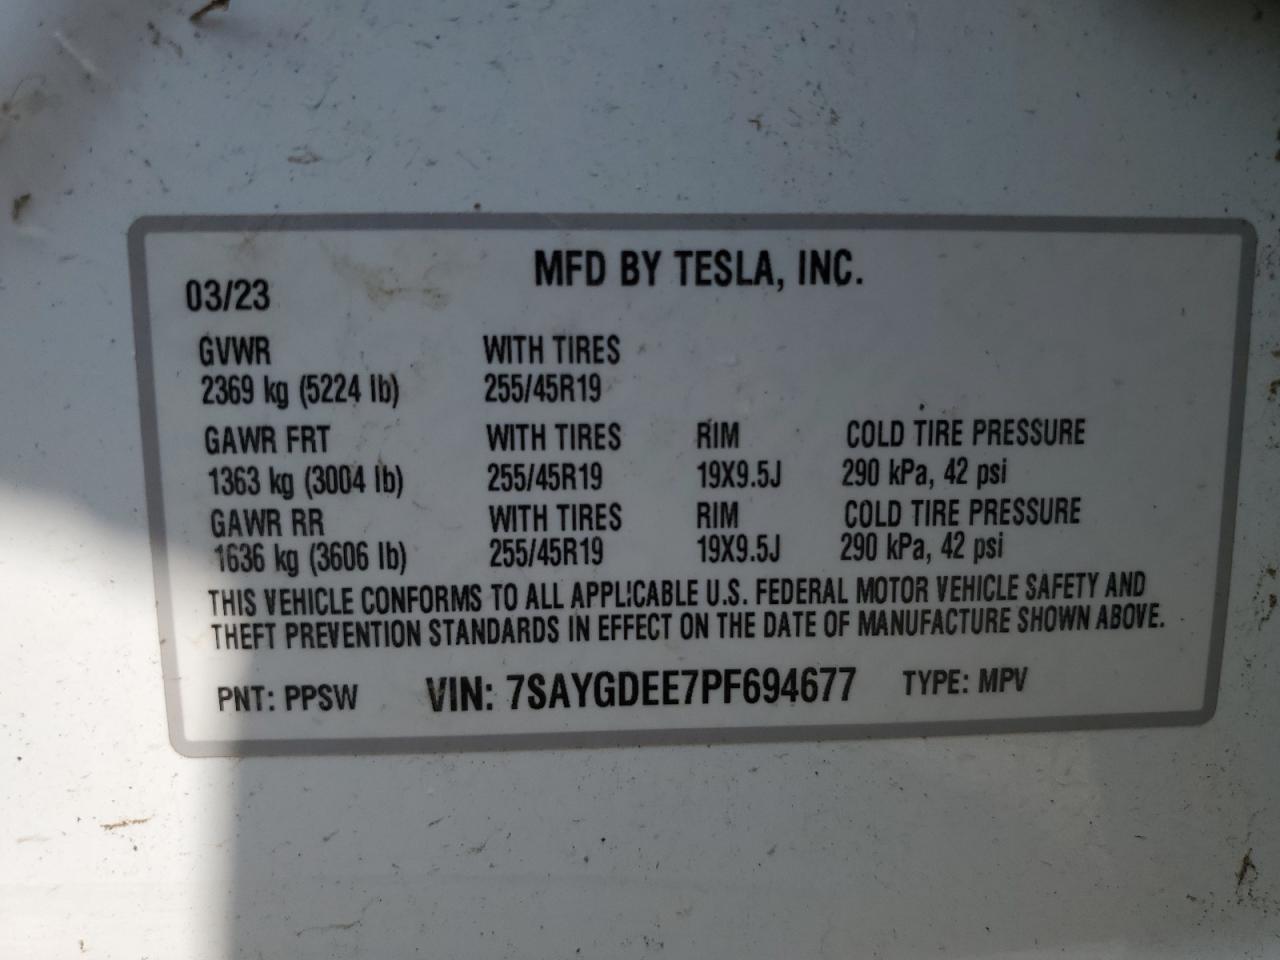 MFD BY TESLA, INC.
03/23
GVWR WITH TIRES
2369 kg (5224 lb) 255/45R19
GAWR FRT WITH TIRES RIM COLD TIRE PRESSURE
1363 kg (3004 lb) 255/45R19 19X9.5J 290 kPa, 42 psi
GAWR RR WITH TIRES RIM COLD TIRE PRESSURE
1636 kg (3606 lb) 255/45R19 19X9.5J 290 kPa, 42 psi
THIS VEHICLE CONFORMS TO ALL APPLICABLE U.S. FEDERAL MOTOR VEHICLE SAFETY AND
THEFT PREVENTION STANDARDS IN EFFECT ON THE DATE OF MANUFACTURE SHOWN ABOVE.
PNT: PPSW VIN: 7SAYGDEE7PF694677 TYPE: MPV